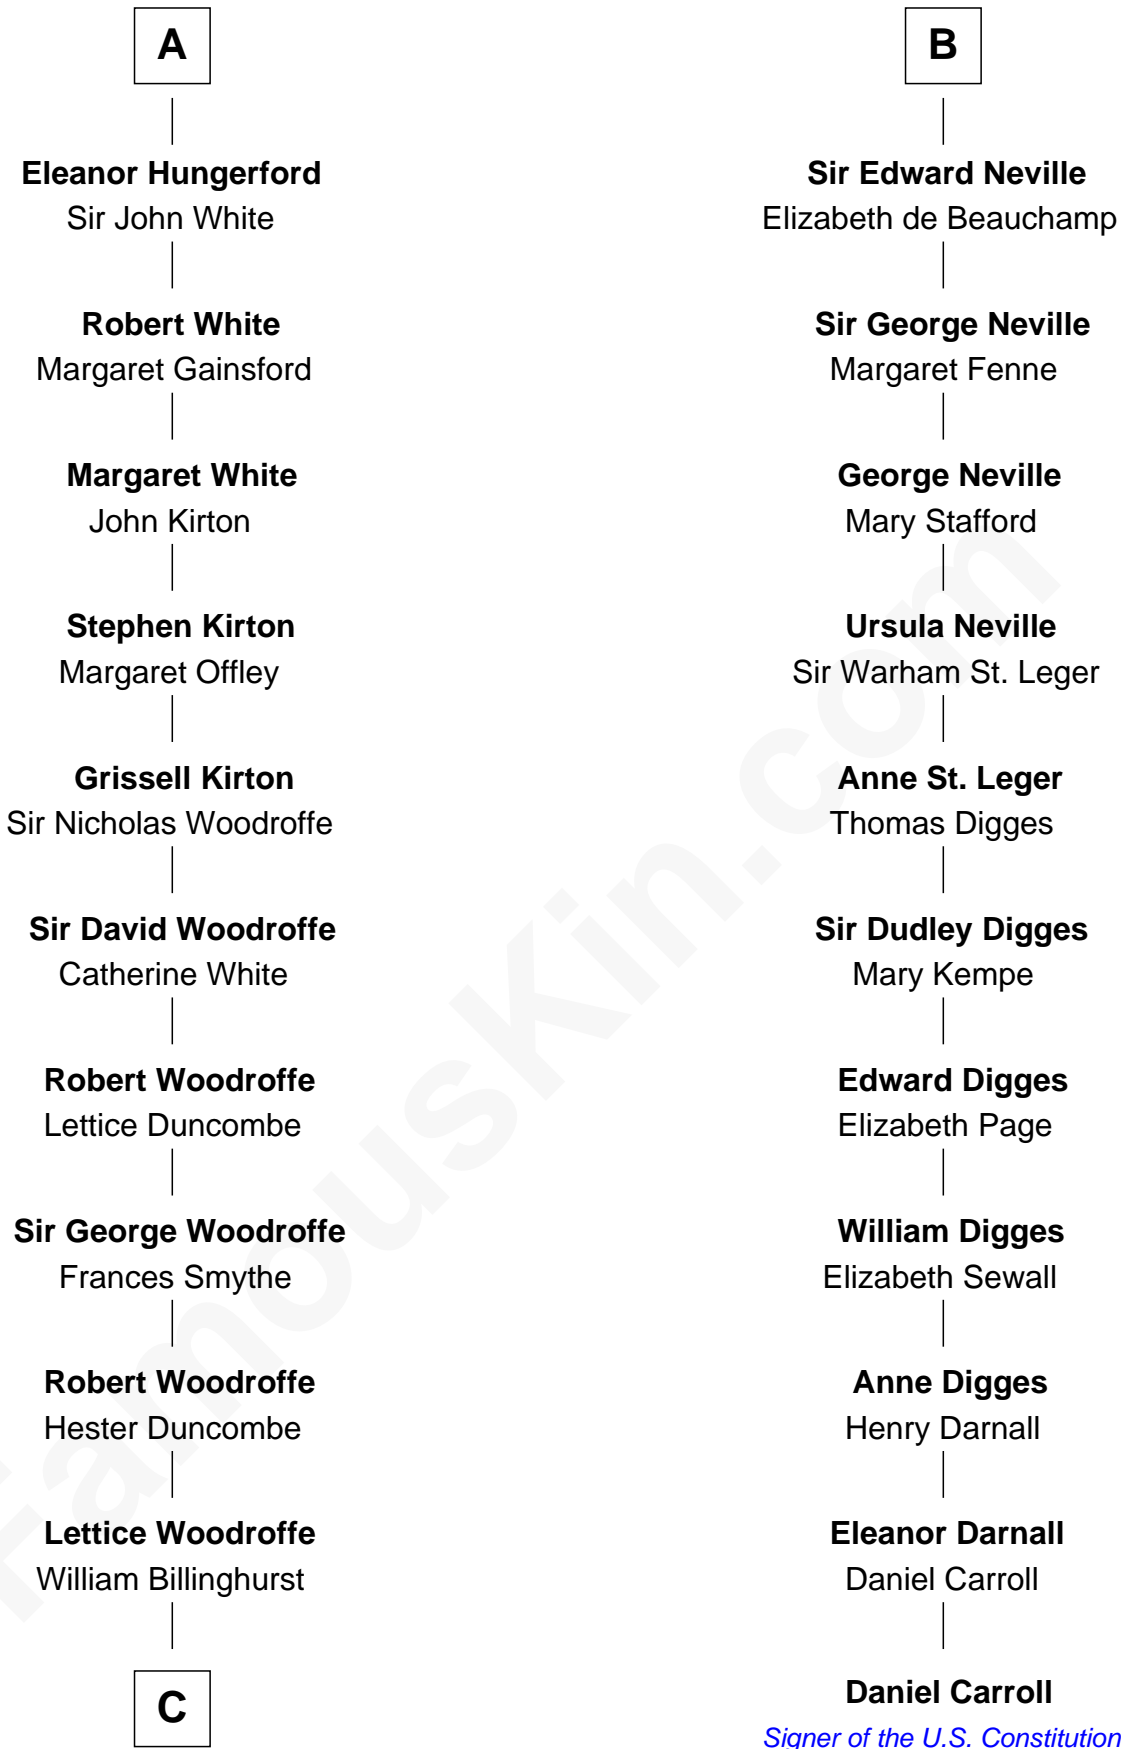 A
Eleanor Hungerford
Sir John White
Robert White
Margaret Gainsford
Margaret White
John Kirton
Stephen Kirton
Margaret Offley
Grissell Kirton
Sir Nicholas Woodroffe
Sir David Woodroffe
Catherine White
Robert Woodroffe
Lettice Duncombe
Sir George Woodroffe
Frances Smythe
Robert Woodroffe
Hester Duncombe
Lettice Woodroffe
William Billinghurst
C
B
Sir Edward Neville
Elizabeth de Beauchamp
Sir George Neville
Margaret Fenne
George Neville
Mary Stafford
Ursula Neville
Sir Warham St. Leger
Anne St. Leger
Thomas Digges
Sir Dudley Digges
Mary Kempe
Edward Digges
Elizabeth Page
William Digges
Elizabeth Sewall
Anne Digges
Henry Darnall
Eleanor Darnall
Daniel Carroll
Daniel Carroll
Signer of the U.S. Constitution
FamousKin.com